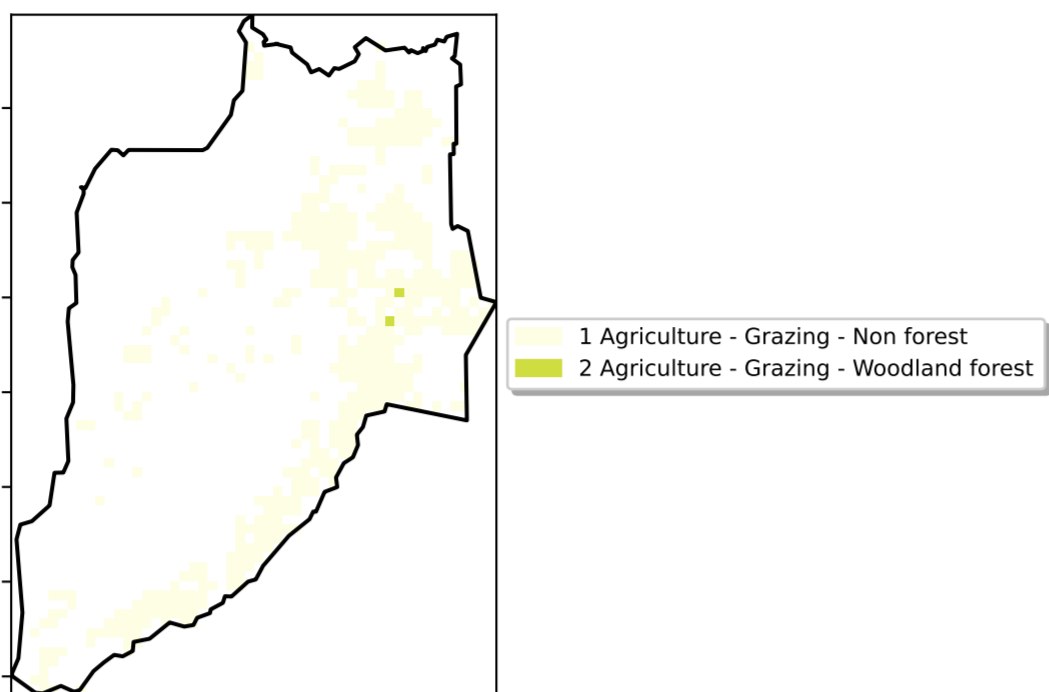 1 Agriculture - Grazing - Non forest
2 Agriculture - Grazing - Woodland forest